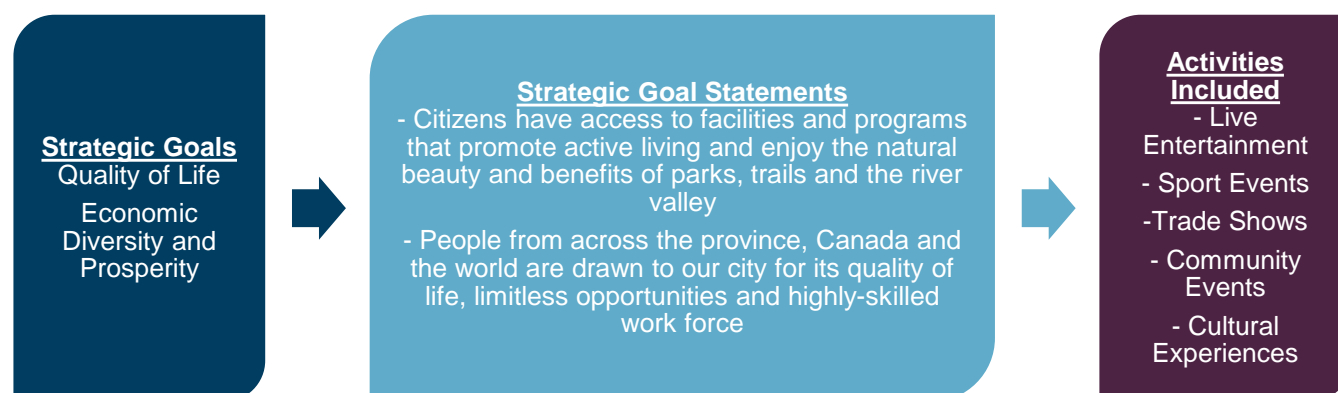 Strategic Goals
Quality of Life
Economic
Diversity and
Prosperity
Strategic Goal Statements
- Citizens have access to facilities and programs
that promote active living and enjoy the natural
beauty and benefits of parks, trails and the river
valley
- People from across the province, Canada and
the world are drawn to our city for its quality of
life, limitless opportunities and highly-skilled
work force
Activities
Included
- Live
Entertainment
- Sport Events
-Trade Shows
- Community
Events
- Cultural
Experiences